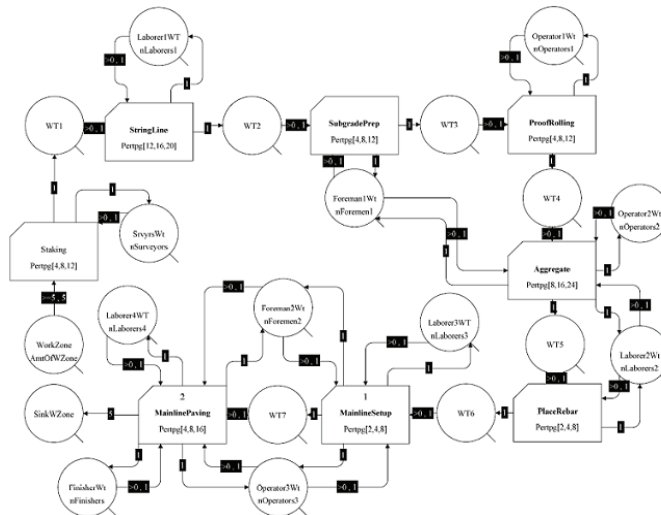 Laborer1WT
nLaborers1
>0, 1
1
Operator1Wt
nOperators1
>0, 1
1
WT1
>0, 1
StringLine
Pertpg[12,16,20]
1
WT2
>0, 1
SubgradPrep
Pertpg[4,8,12]
1
WT3
>0, 1
ProofRolling
Pertpg[4,8,12]
1
>0, 1
1
1
1
Foreman1Wt
nForemen1
WT4
SrvyrsWt
nSurveyors
>0, 1
Staking
Pertpg[4,8,12]
1
>0, 1
>0, 1
>0, 1
Operator2Wt
nOperators2
Aggregate
Pertpg[8,16,24]
1
>=5, 5
WorkZone
AmtOfWZone
Laborer4WT
nLaborers4
>0, 1
1
>0, 1
Foreman2Wt
nForemen2
1
>0, 1
1
>0, 1
Laborer3WT
nLaborers3
1
1
1
>0, 1
WT5
Laborer2Wt
nLaborers2
>0, 1
>0, 1
SinkWZone
5
2
MainlinePaving
Pertpg[4,8,16]
>0, 1
WT7
1
1
MainlineSetup
Pertpg[2,4,8]
>0, 1
WT6
1
PlaceRebar
Pertpg[2,4,8]
1
1
1
>0, 1
1
FinisherWt
nFinishers
>0, 1
1
Operator3Wt
nOperators3
>0, 1